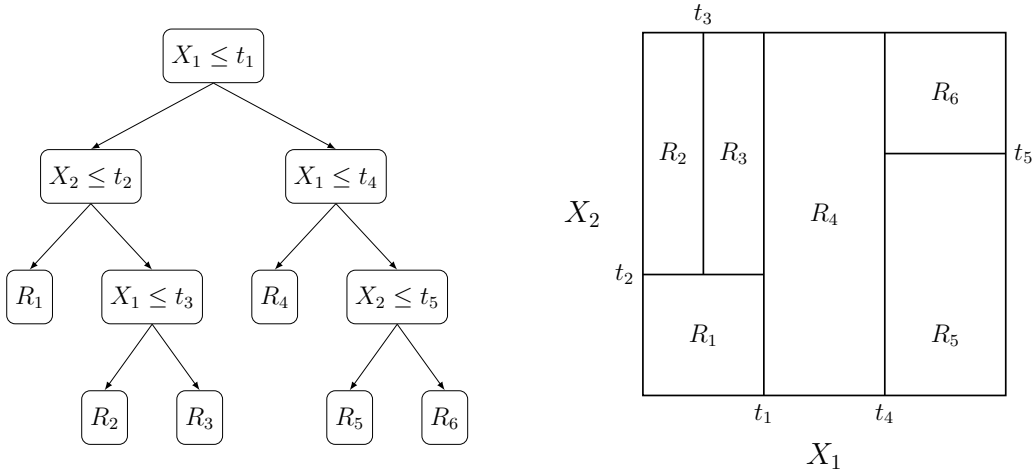 X₁ ≤ t₁
X₂ ≤ t₂
X₁ ≤ t₄
R₁
X₁ ≤ t₃
R₄
X₂ ≤ t₅
R₂
R₃
R₅
R₆
t₃
R₆
R₂
R₃
t₅
X₂
R₄
t₂
R₁
R₅
t₁
t₄
X₁